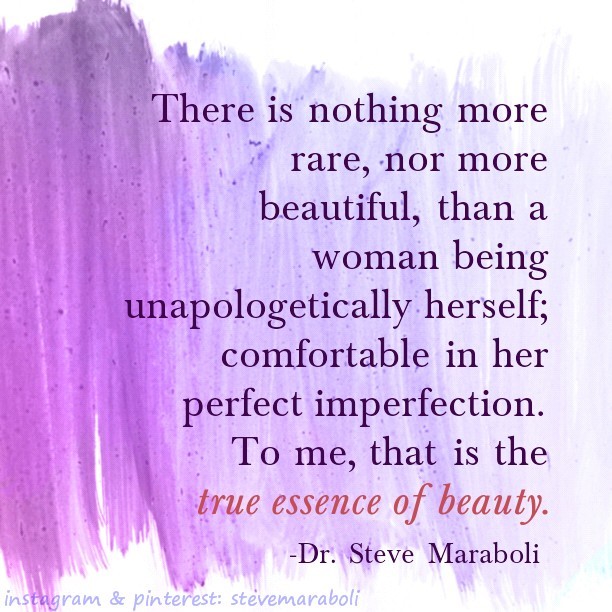 There is nothing more
rare, nor more
beautiful, than a
woman being
unapologetically herself;
comfortable in her
perfect imperfection.
To me, that is the
true essence of beauty.
-Dr. Steve Maraboli
instagram & pinterest: stevemaraboli